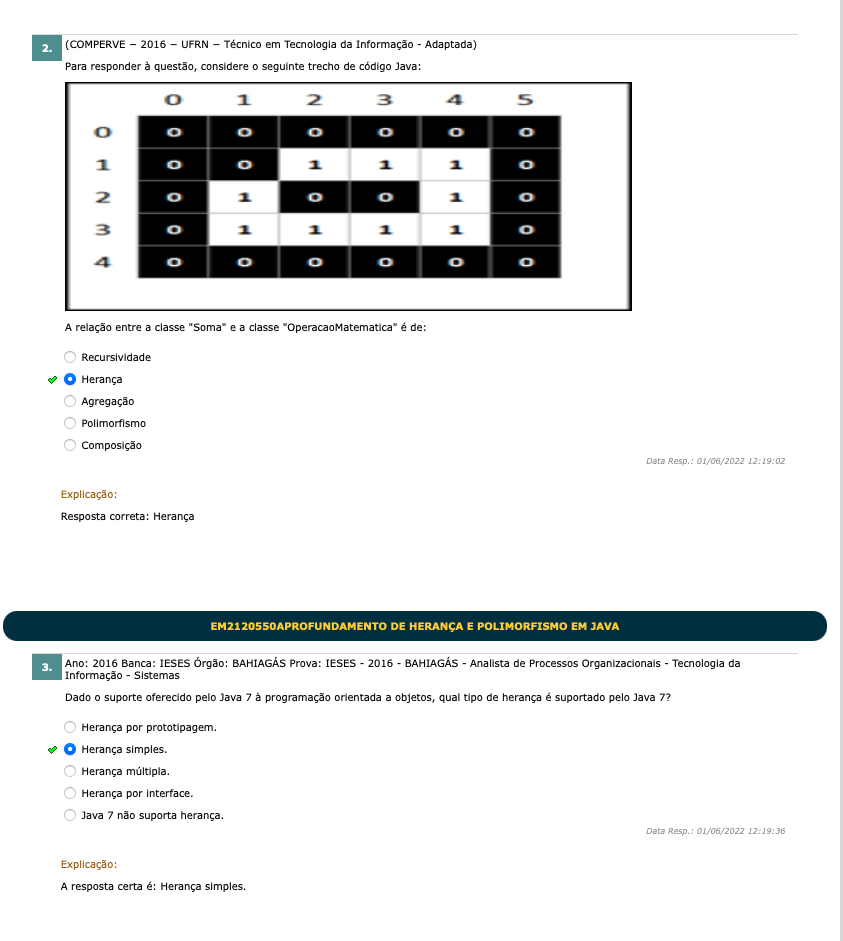 2.
(COMPERVE − 2016 − UFRN − Técnico em Tecnologia da Informação - Adaptada)
Para responder à questão, considere o seguinte trecho de código Java:
0 1 2 3 4 5
0 0 0 0 0 0 0
1 0 0 1 1 1 0
2 0 1 0 0 1 0
3 0 1 1 1 1 0
4 0 0 0 0 0 0
A relação entre a classe "Soma" e a classe "OperacaoMatematica" é de:
Recursividade
Herança
Agregação
Polimorfismo
Composição
Data Resp.: 01/06/2022 12:19:02
Explicação:
Resposta correta: Herança
EM2120550APROFUNDAMENTO DE HERANÇA E POLIMORFISMO EM JAVA
3.
Ano: 2016 Banca: IESES Órgão: BAHIAGÁS Prova: IESES - 2016 - BAHIAGÁS - Analista de Processos Organizacionais - Tecnologia da
Informação - Sistemas
Dado o suporte oferecido pelo Java 7 à programação orientada a objetos, qual tipo de herança é suportado pelo Java 7?
Herança por prototipagem.
Herança simples.
Herança múltipla.
Herança por interface.
Java 7 não suporta herança.
Data Resp.: 01/06/2022 12:19:36
Explicação:
A resposta certa é: Herança simples.